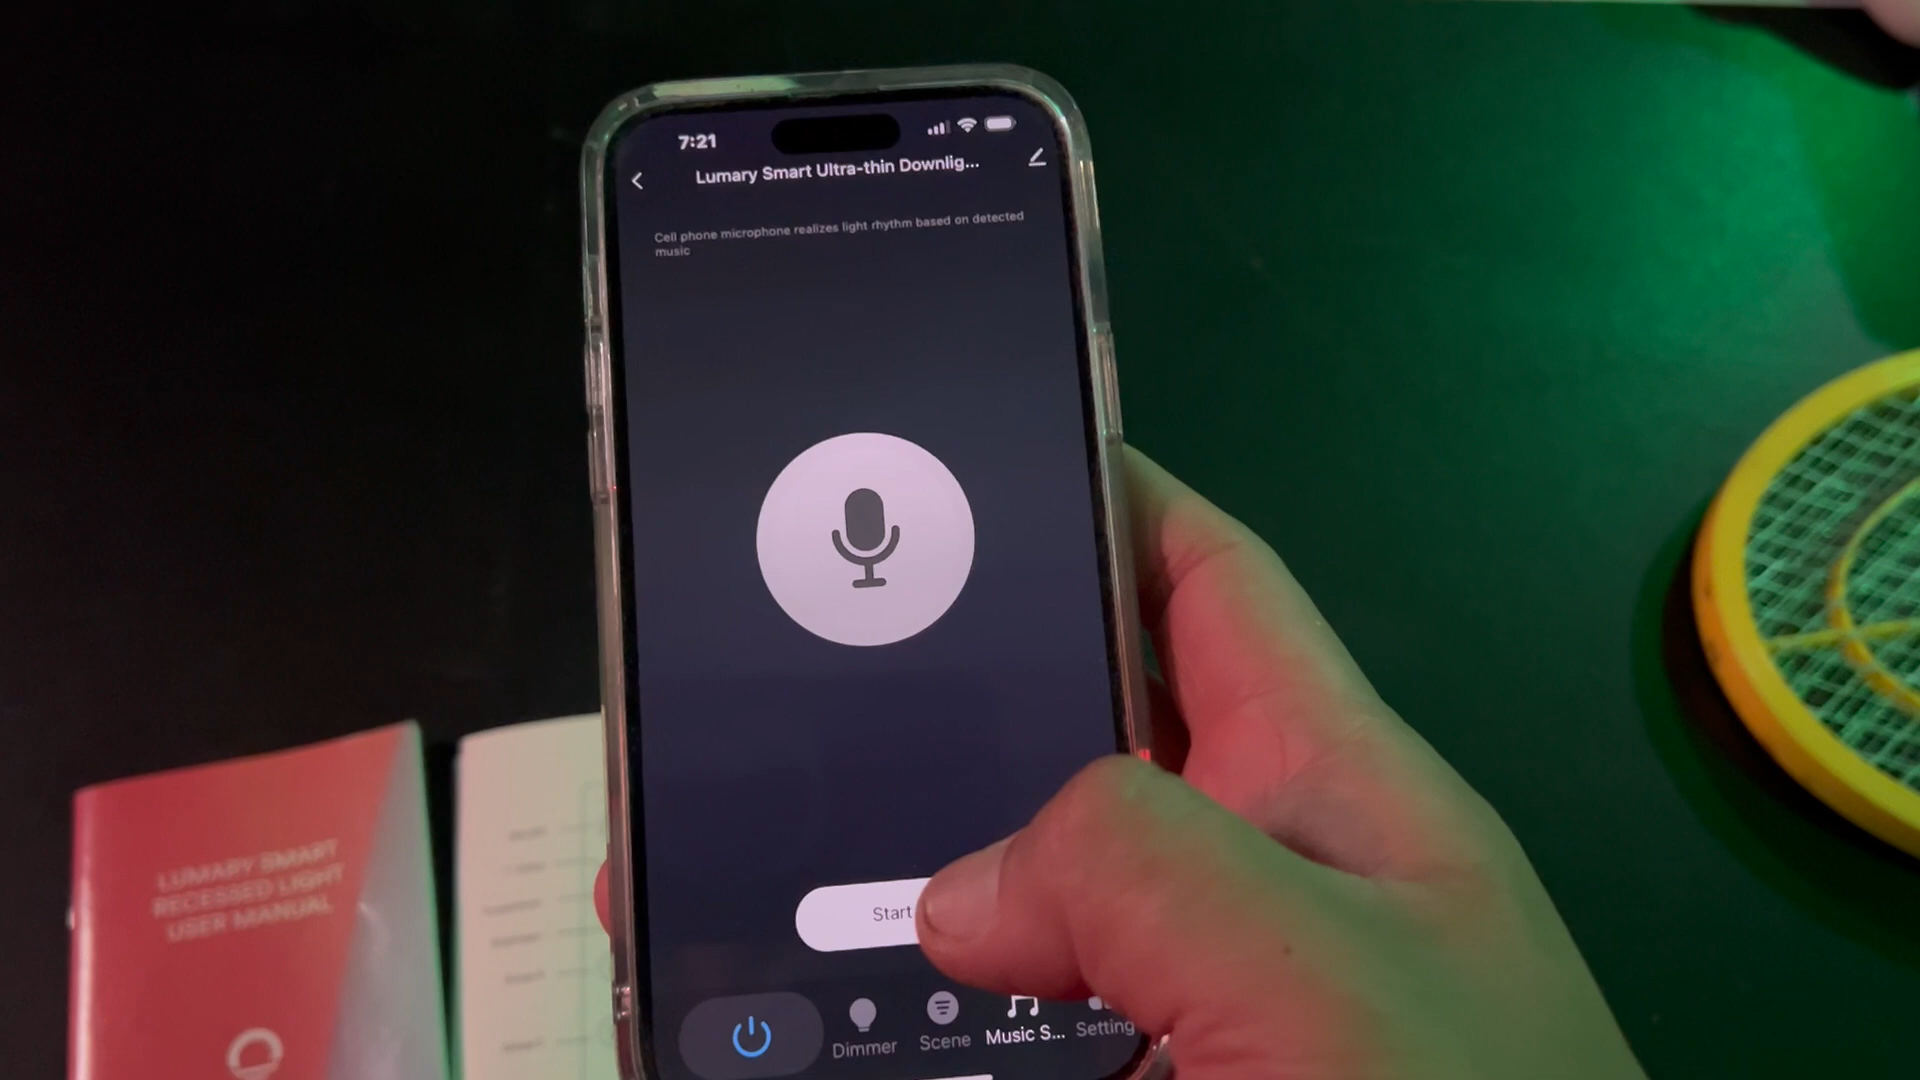 7:21
Lumary Smart Ultra-thin Downlig...
Cell phone microphone realizes light rhythm based on detected
music
Start
Dimmer
Scene
Music S...
Setting
LUMARY SMART
RECESSED LIGHT
USER MANUAL